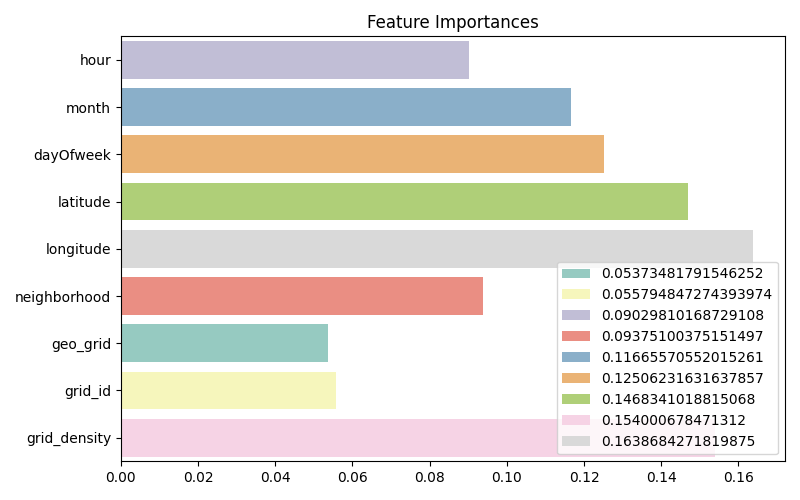 Feature Importances
hour
month
dayOfweek
latitude
longitude
neighborhood
geo_grid
grid_id
grid_density
0.05373481791546252
0.055794847274393974
0.09029810168729108
0.09375100375151497
0.11665570552015261
0.12506231631637857
0.1468341018815068
0.154000678471312
0.1638684271819875
0.00 0.02 0.04 0.06 0.08 0.10 0.12 0.14 0.16